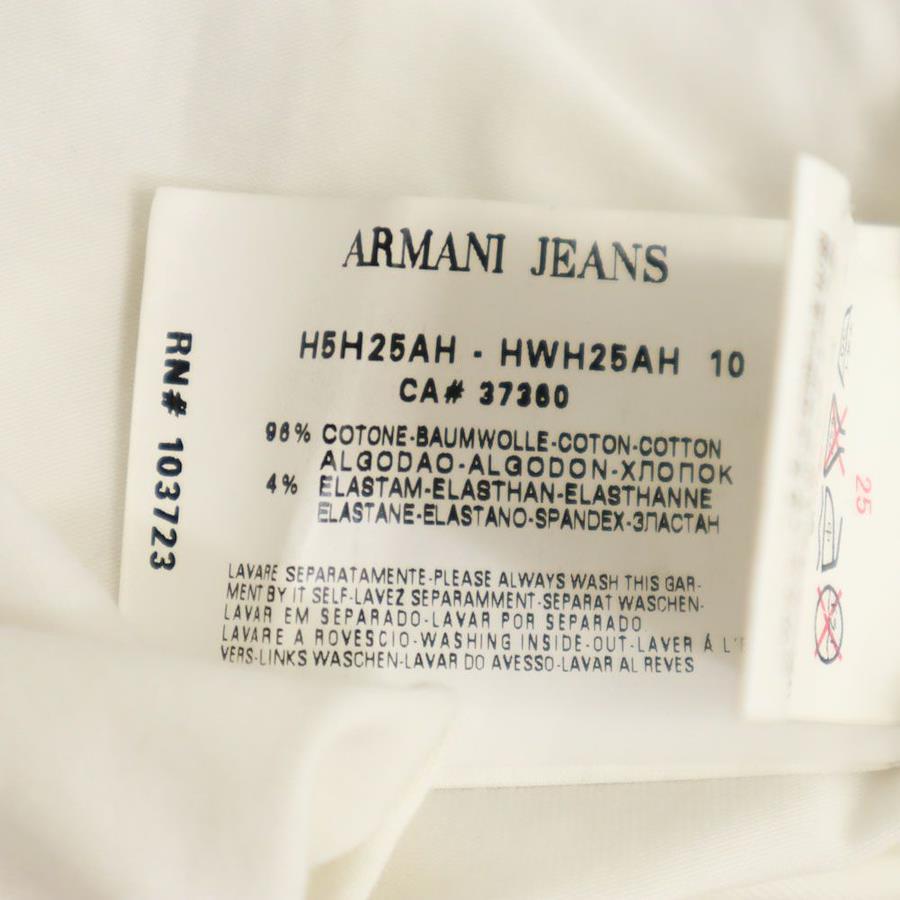 ARMANI JEANS
H5H25AH - HWH25AH 10
CA# 37360
96% COTONE-BAUMWOLLE-COTON-COTTON
ALGODAO-ALGODON-ХЛОПОК
4% ELASTAM-ELASTHAN-ELASTHANNE
ELASTANE-ELASTANO-SPANDEX-ЭЛАСТАН
LAVARE SEPARATAMENTE-PLEASE ALWAYS WASH THIS GAR-
MENT BY IT SELF-LAVEZ SEPARAMMENT-SEPARAT WASCHEN-
LAVAR EM SEPARADO-LAVAR POR SEPARADO
LAVARE A ROVESCIO-WASHING INSIDE-OUT-LAVER Á L'
VERS-LINKS WASCHEN-LAVAR DO AVESSO-LAVAR AL REVES
RN# 103723
25